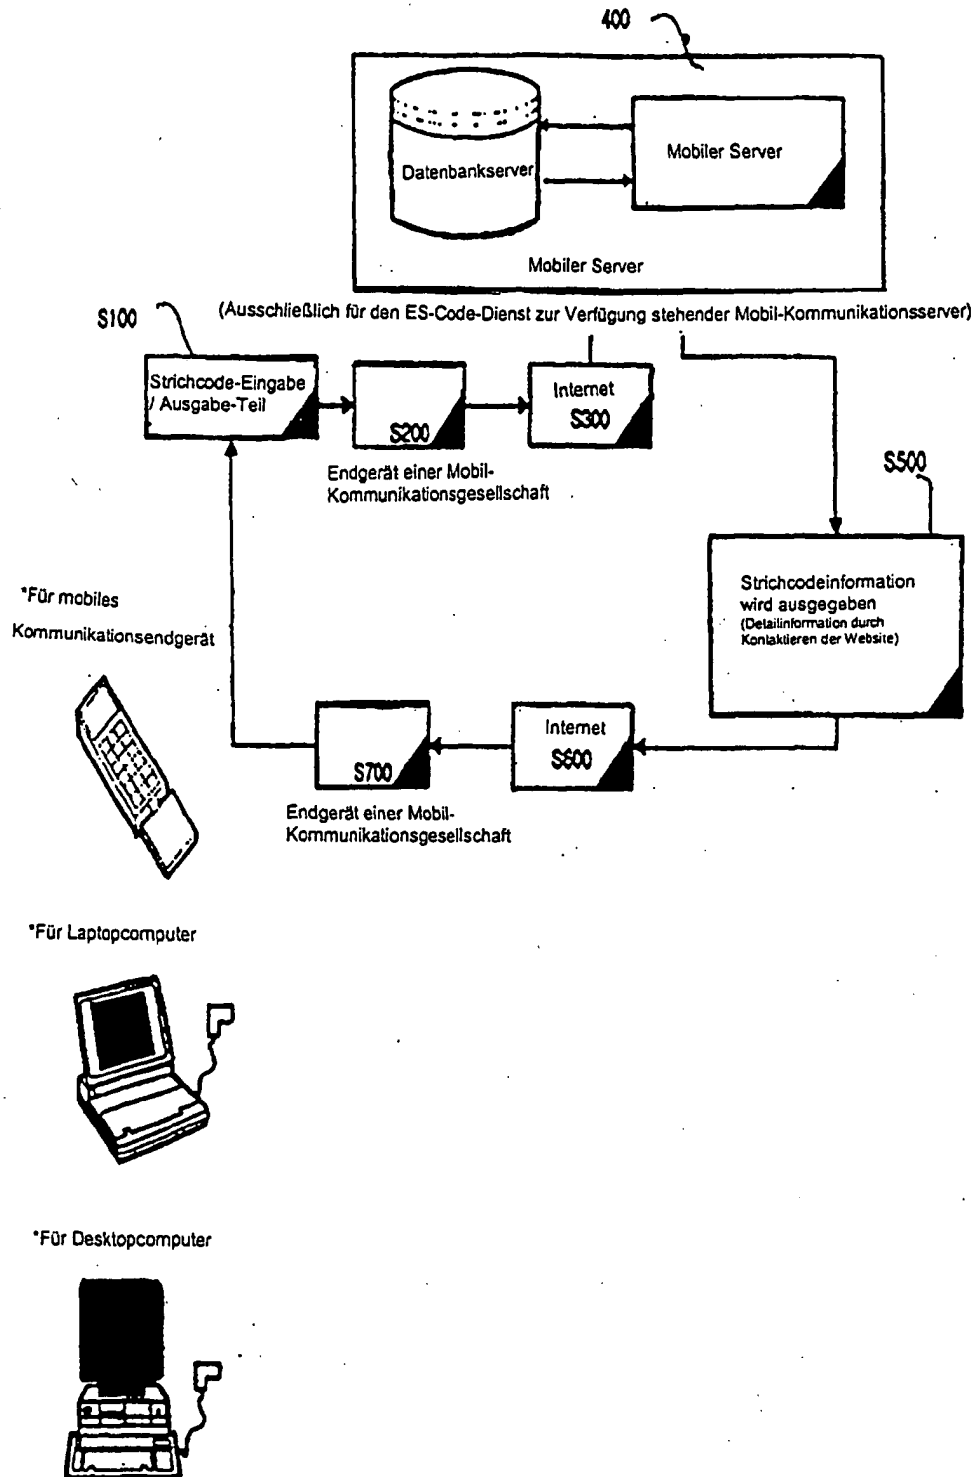 400
Datenbankserver
Mobiler Server
Mobiler Server
(Ausschließlich für den ES-Code-Dienst zur Verfügung stehender Mobil-Kommunikationsserver)
S100
Strichcode-Eingabe
/ Ausgabe-Teil
S200
Internet
S300
Endgerät einer Mobil-
Kommunikationsgesellschaft
S500
Strichcodeinformation
wird ausgegeben
(Detailinformation durch
Kontaktieren der Website)
*Für mobiles
Kommunikationsendgerät
S700
Internet
S600
Endgerät einer Mobil-
Kommunikationsgesellschaft
*Für Laptopcomputer
*Für Desktopcomputer